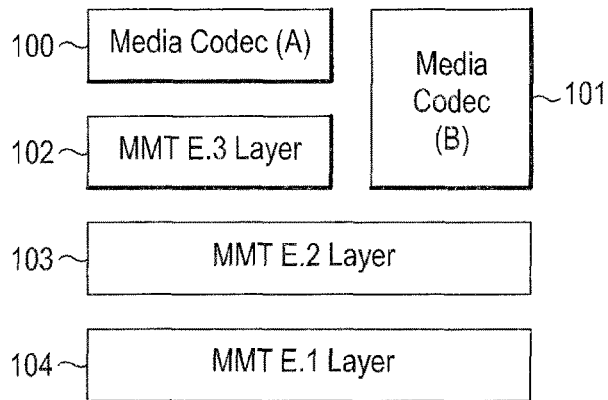 100 Media Codec (A)
Media
Codec
(B)
101
102 MMT E.3 Layer
103 MMT E.2 Layer
104 MMT E.1 Layer